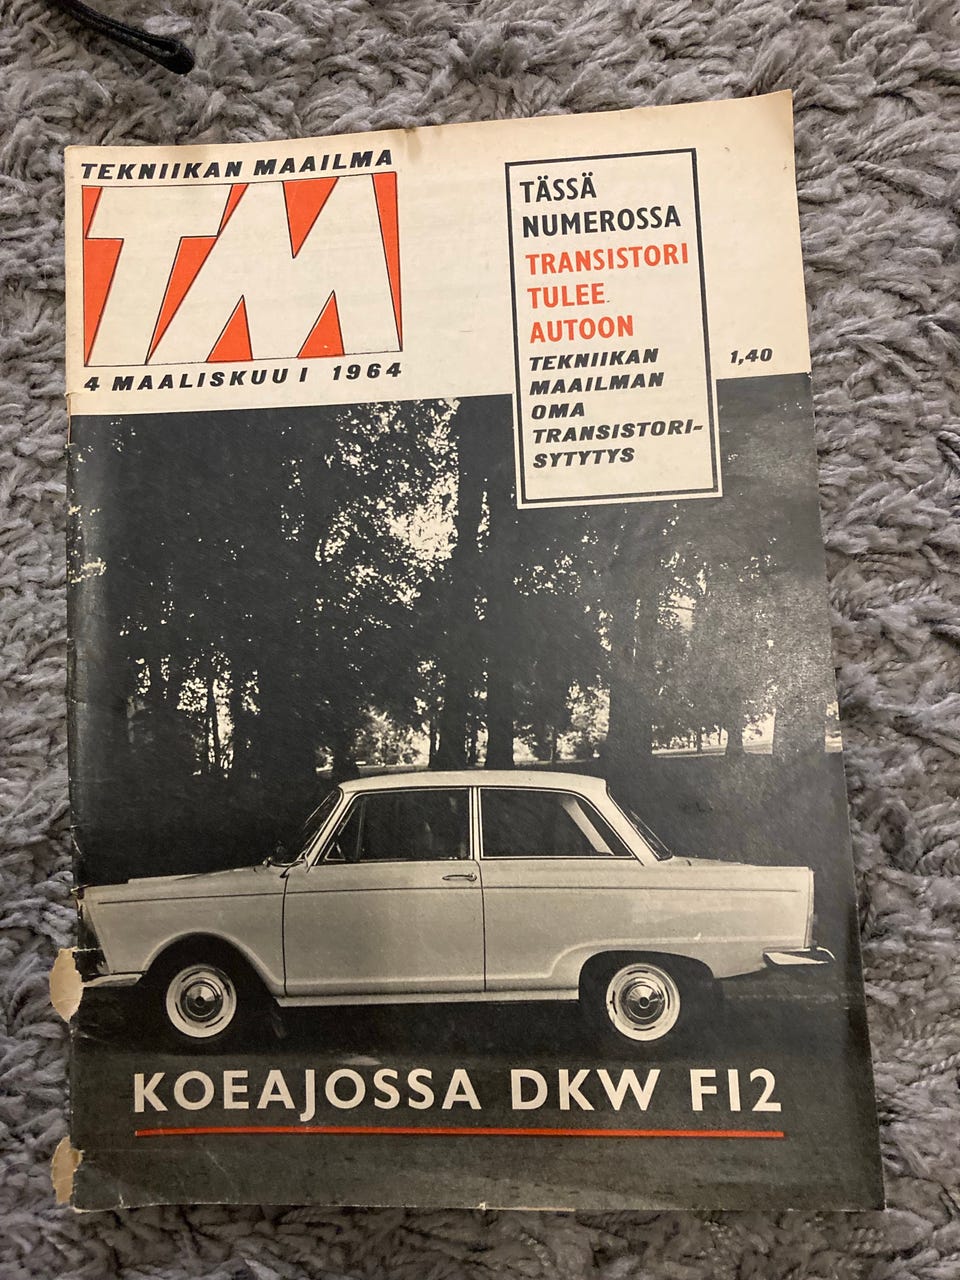 TEKNIIKAN MAAILMA
TM
4 MAALISKUU I 1964
TÄSSÄ
NUMEROSSA
TRANSISTORI
TULEE
AUTOON
TEKNIIKAN
MAAILMAN
OMA
TRANSISTORI-
SYTYTYS
1,40
KOEAJOSSA DKW F12